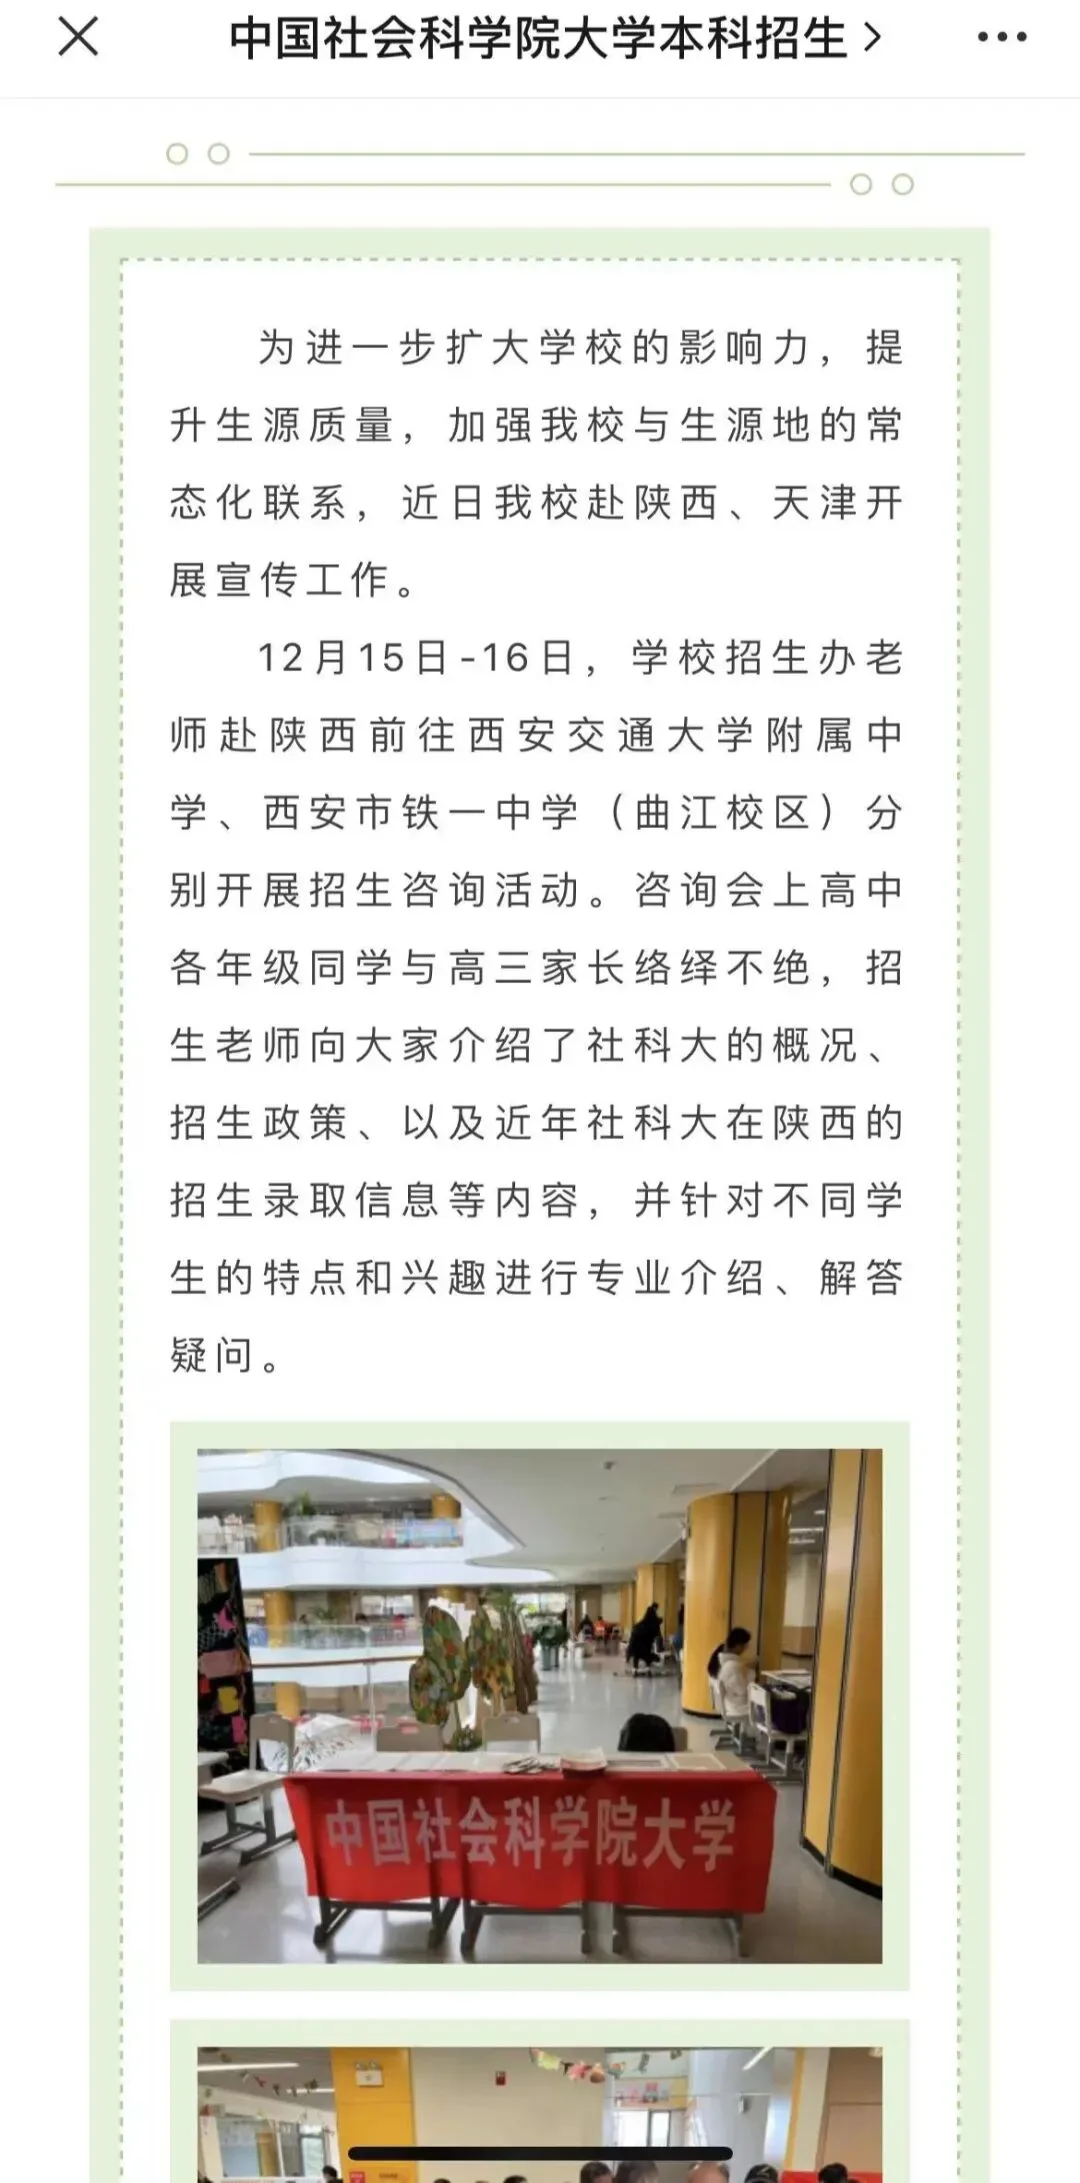 中国社会科学院大学本科招生
为进一步扩大学校的影响力，提
升生源质量，加强我校与生源地的常
态化联系，近日我校赴陕西、天津开
展宣传工作。
12月15日-16日，学校招生办老
师赴陕西前往西安交通大学附属中
学、西安市铁一中学（曲江校区）分
别开展招生咨询活动。咨询会上高中
各年级同学与高三家长络绎不绝，招
生老师向大家介绍了社科大的概况、
招生政策、以及近年社科大在陕西的
招生录取信息等内容，并针对不同学
生的特点和兴趣进行专业介绍、解答
疑问。
中国社会科学院大学